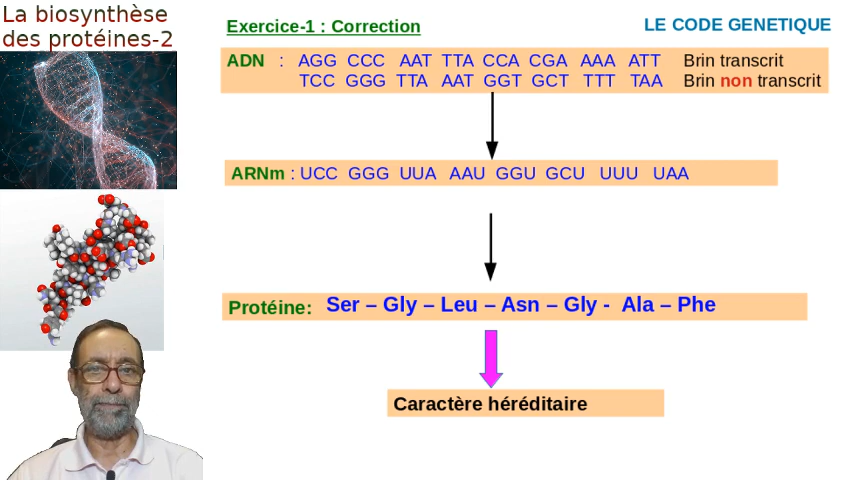 La biosynthèse
des protéines-2
Exercice-1 : Correction
LE CODE GENETIQUE
ADN : AGG CCC AAT TTA CCA CGA AAA ATT Brin transcrit
TCC GGG TTA AAT GGT GCT TTT TAA Brin non transcrit
ARNm : UCC GGG UUA AAU GGU GCU UUU UAA
Protéine: Ser – Gly – Leu – Asn – Gly - Ala – Phe
Caractère héréditaire